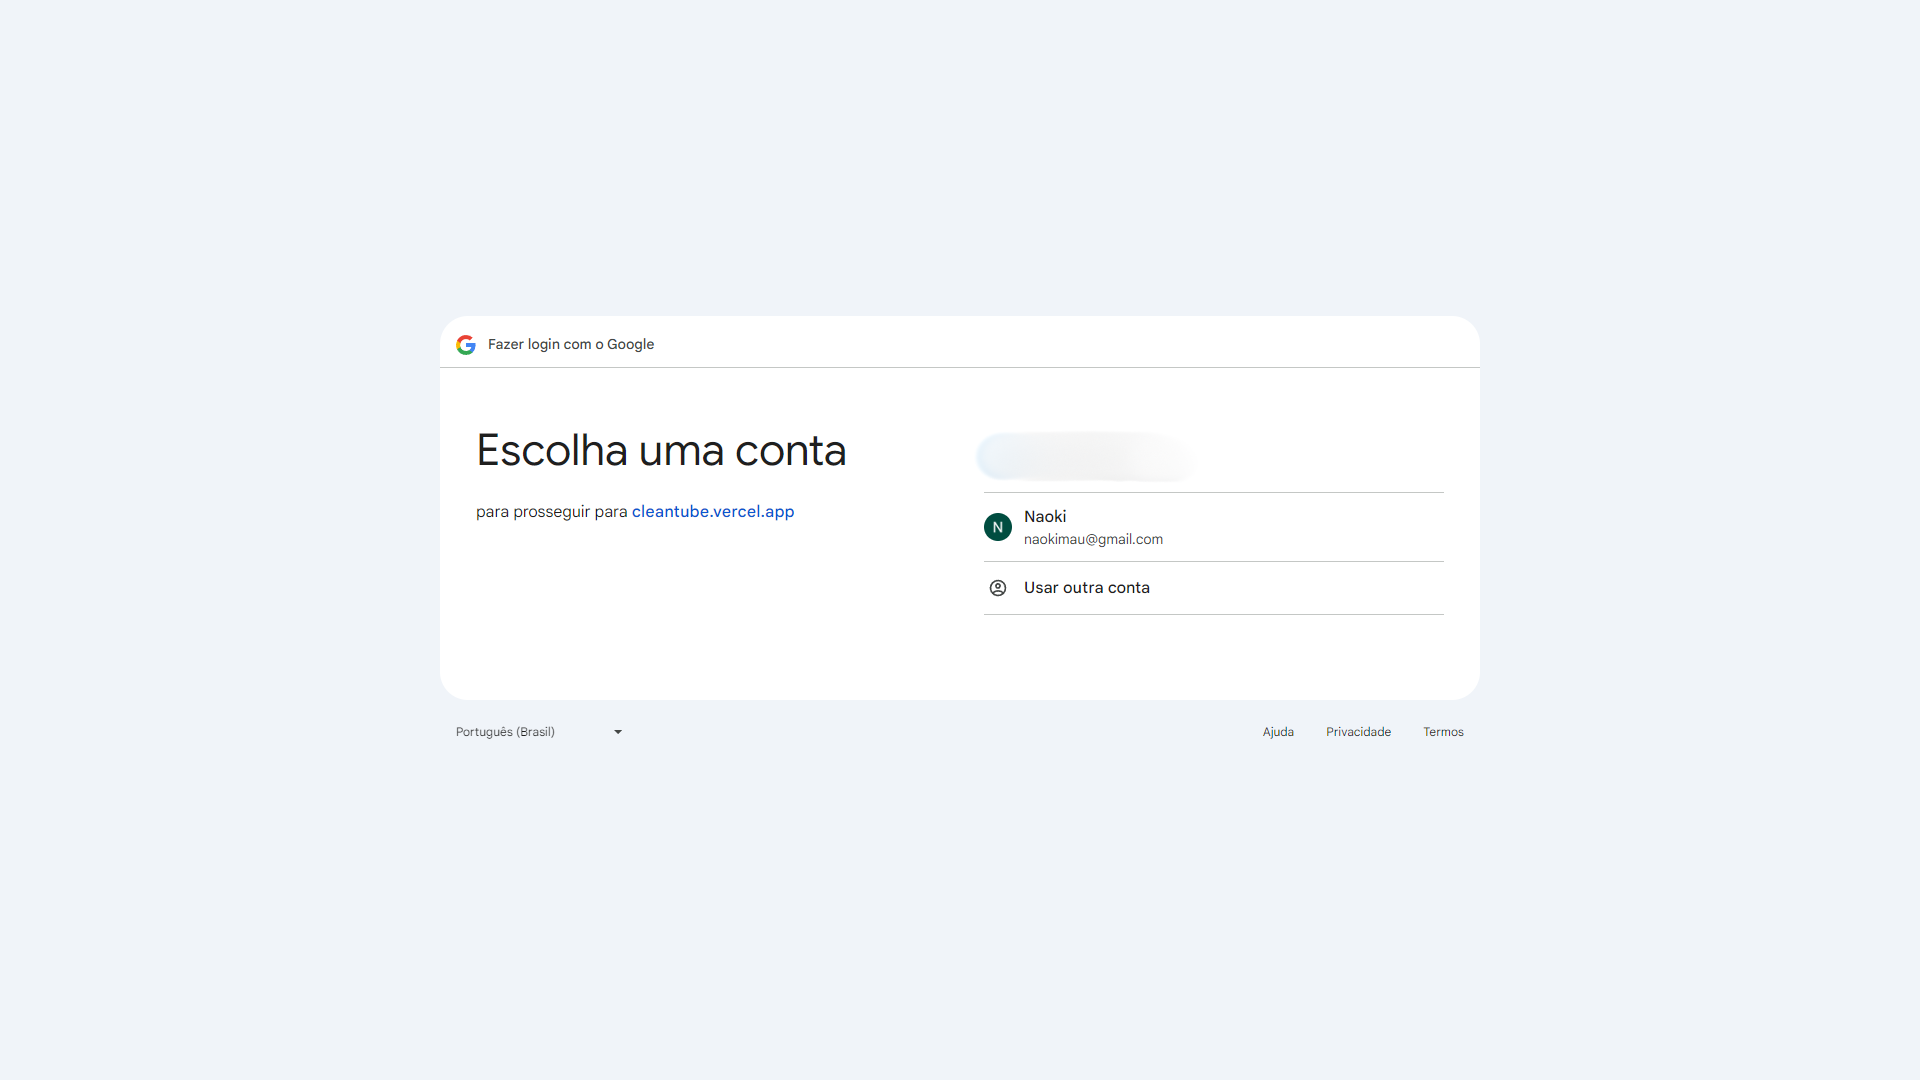 Fazer login com o Google
Escolha uma conta
para prosseguir para cleantube.vercel.app
N
Naoki
naokimau@gmail.com
Usar outra conta
Português (Brasil)
Ajuda
Privacidade
Termos